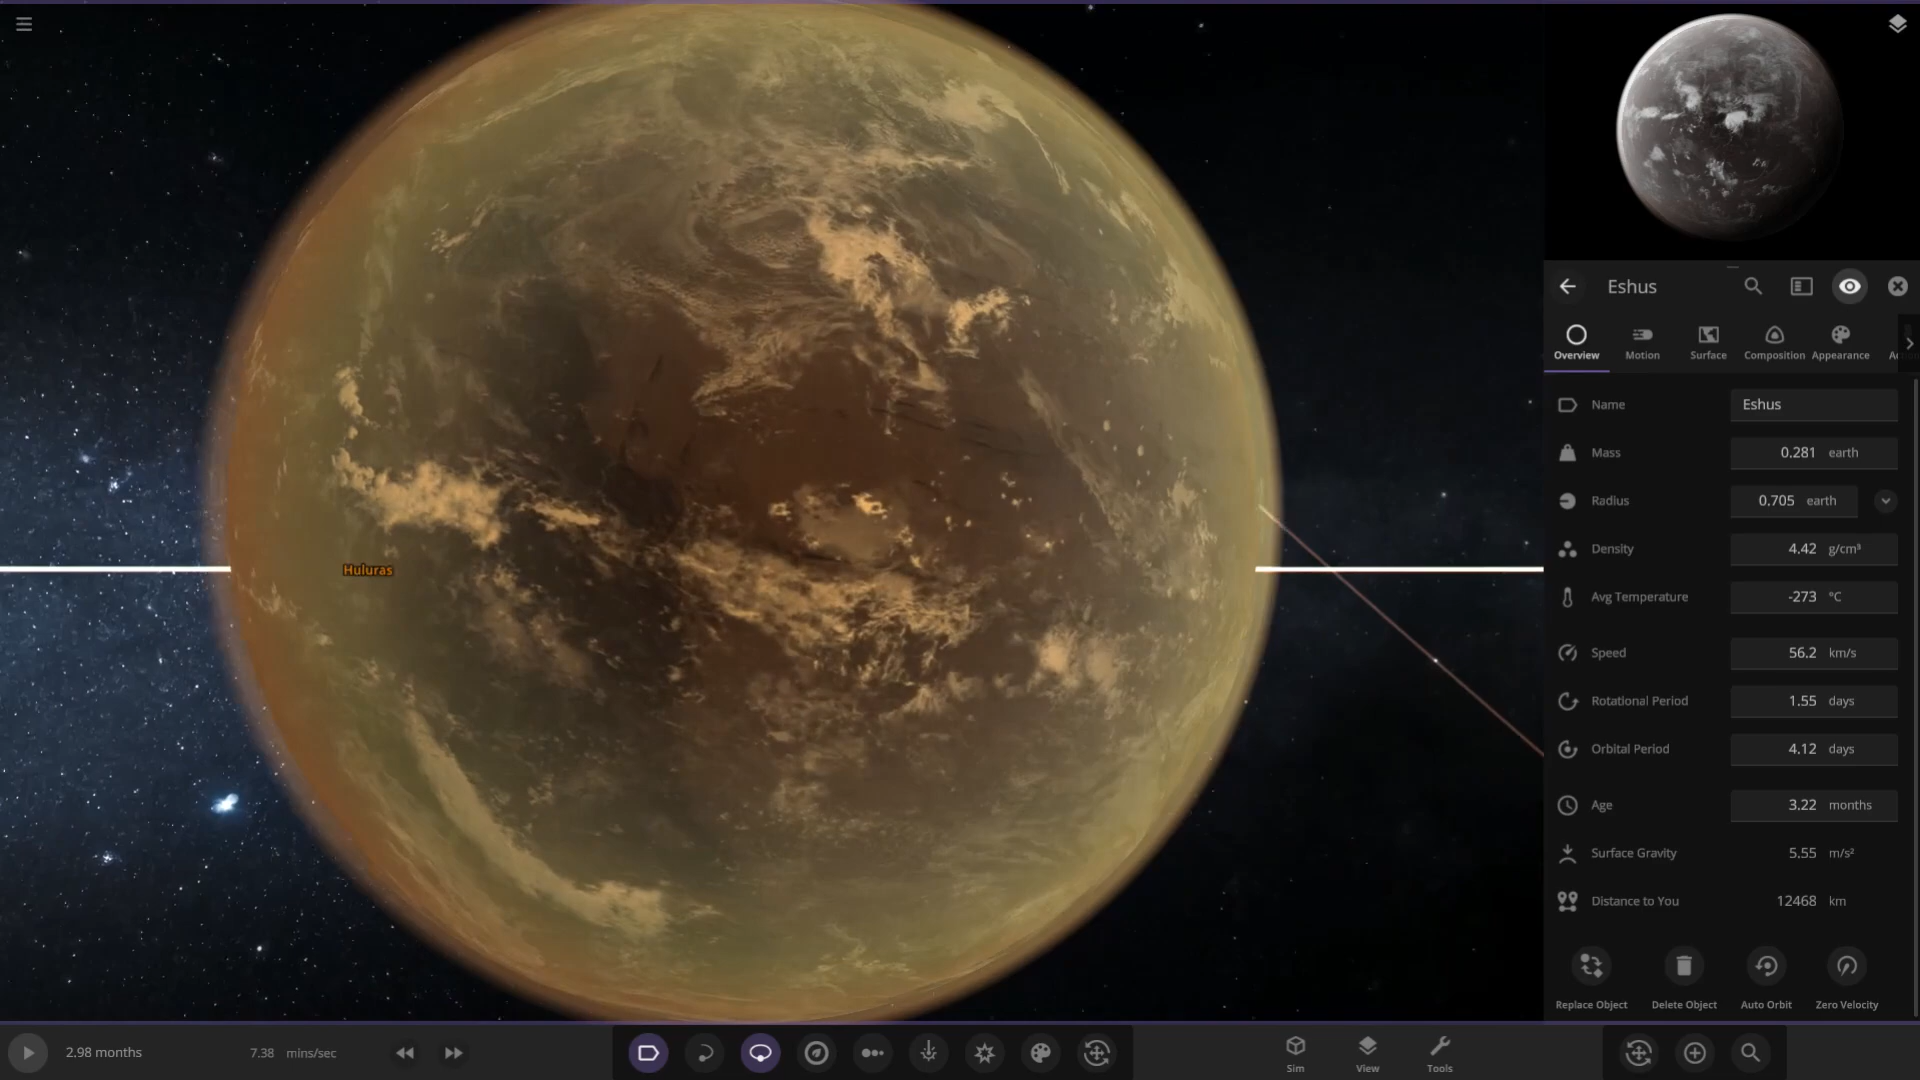 Eshus
Overview
Motion
Surface
Composition
Appearance
Name
Eshus
Mass
0.281 earth
Radius
0.705 earth
Density
4.42 g/cm³
Avg Temperature
-273 °C
Speed
56.2 km/s
Rotational Period
1.55 days
Orbital Period
4.12 days
Age
3.22 months
Surface Gravity
5.55 m/s²
Distance to You
12468 km
Replace Object
Delete Object
Auto Orbit
Zero Velocity
Huluras
2.98 months
7.38 mins/sec
Sim
View
Tools